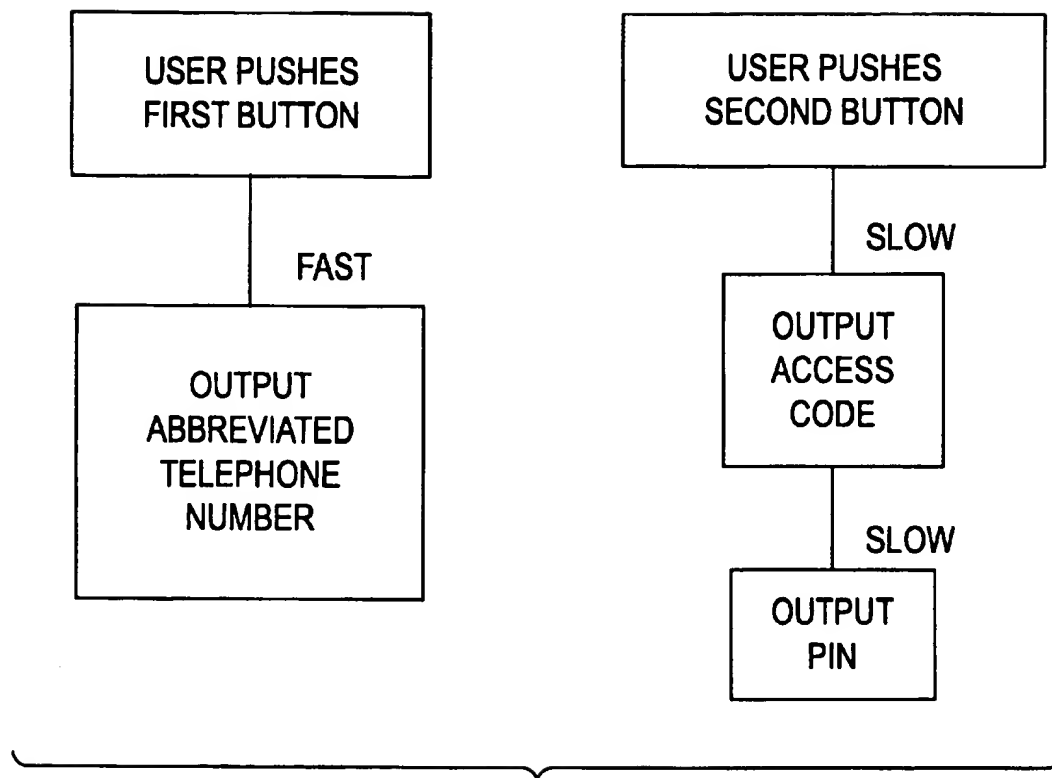 USER PUSHES
FIRST BUTTON
FAST
OUTPUT
ABBREVIATED
TELEPHONE
NUMBER
USER PUSHES
SECOND BUTTON
SLOW
OUTPUT
ACCESS
CODE
SLOW
OUTPUT
PIN